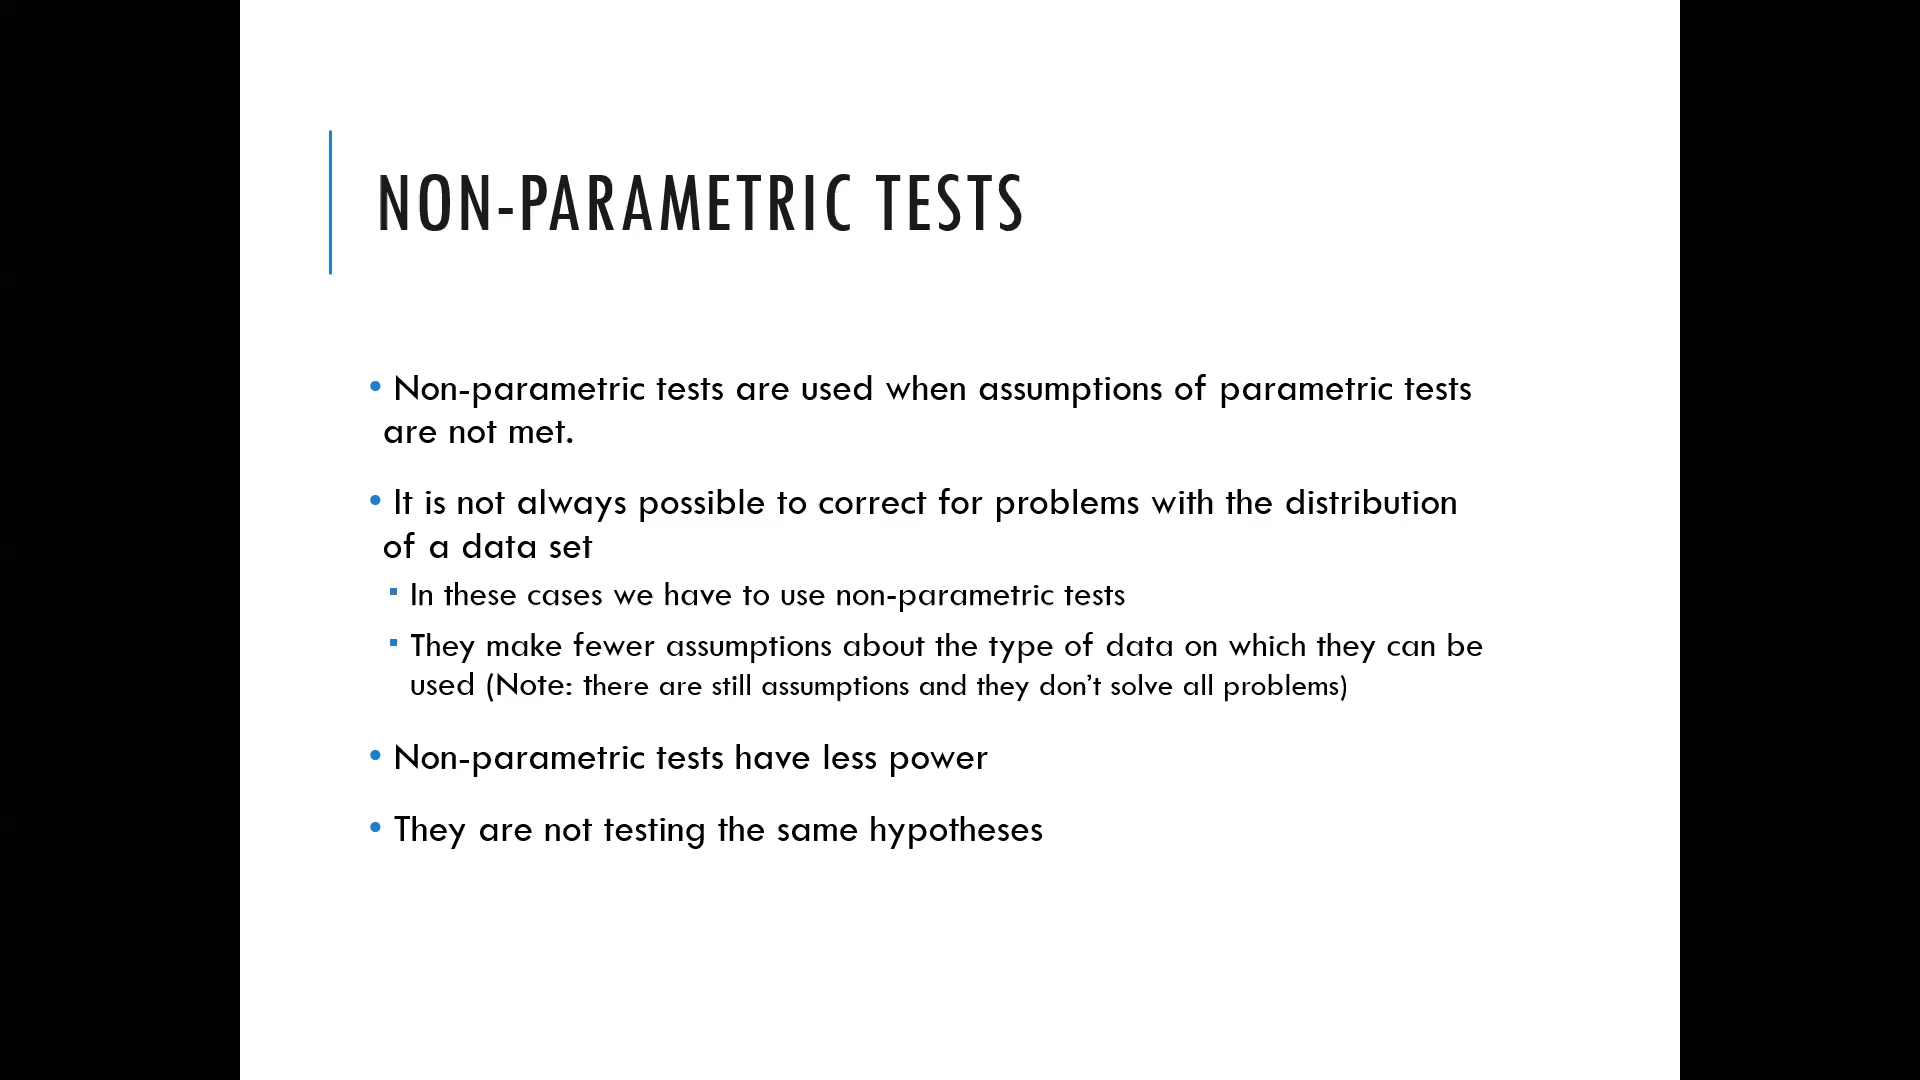 NON-PARAMETRIC TESTS
• Non-parametric tests are used when assumptions of parametric tests
are not met.
• It is not always possible to correct for problems with the distribution
of a data set
▪ In these cases we have to use non-parametric tests
▪ They make fewer assumptions about the type of data on which they can be
used (Note: there are still assumptions and they don’t solve all problems)
• Non-parametric tests have less power
• They are not testing the same hypotheses